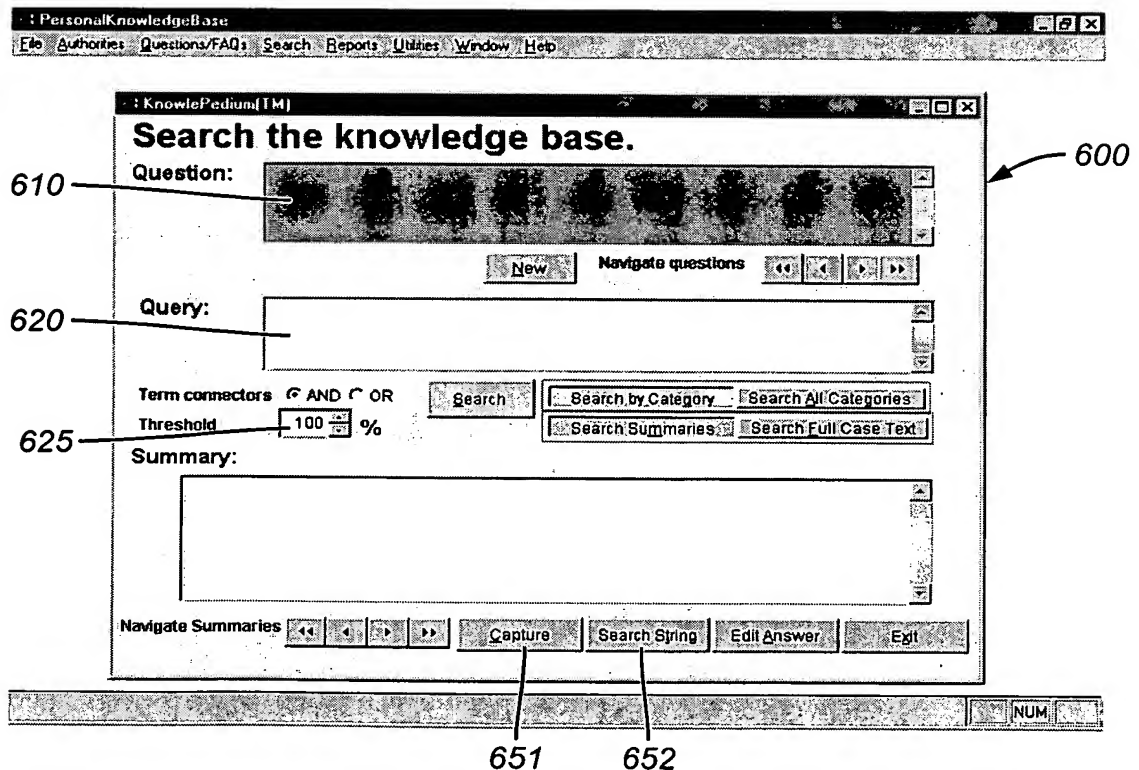 : PersonalKnowledgeBase
File Authorities Questions/FAQs Search Reports Utilities Window Help
: KnowlePedium(TM)
Search the knowledge base.
600
Question:
610
New Navigate questions
Query:
620
Term connectors AND OR Search Search by Category Search All Categories
Threshold 100 % Search Summaries Search Full Case Text
625
Summary:
Navigate Summaries Capture Search String Edit Answer Exit
NUM
651 652